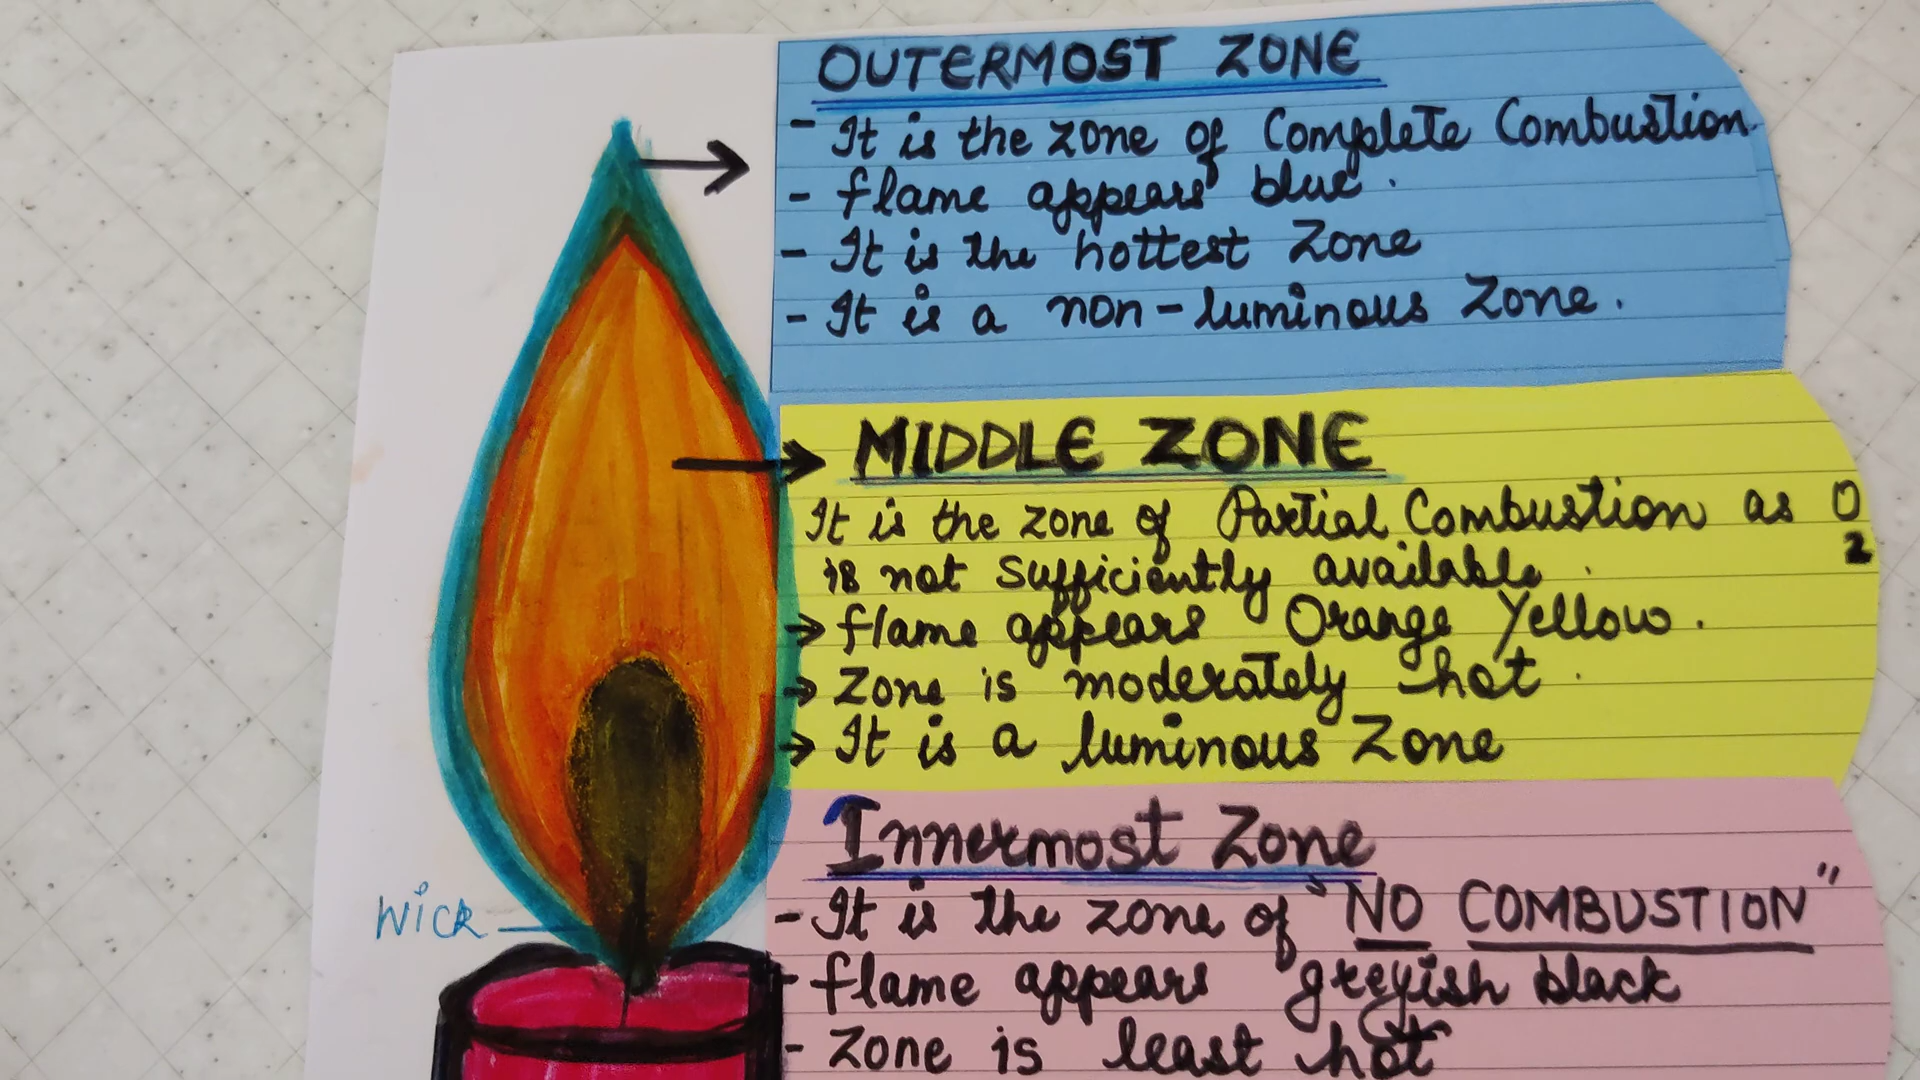 OUTERMOST ZONE
- It is the zone of Complete Combustion.
- flame appears blue.
- It is the hottest Zone
- It is a non-luminous Zone.
MIDDLE ZONE
It is the zone of Partial Combustion as O2
is not sufficiently available.
→ flame appears Orange Yellow.
→ Zone is moderately hot.
→ It is a luminous Zone
Innermost Zone
- It is the zone of "NO COMBUSTION"
- flame appears greyish black
- Zone is least hot
Wick